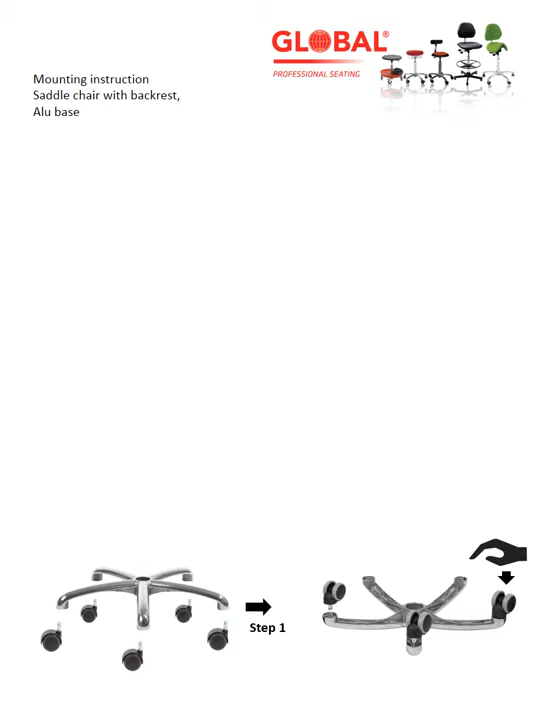 GLOBAL®
PROFESSIONAL SEATING
Mounting instruction
Saddle chair with backrest,
Alu base
Step 1